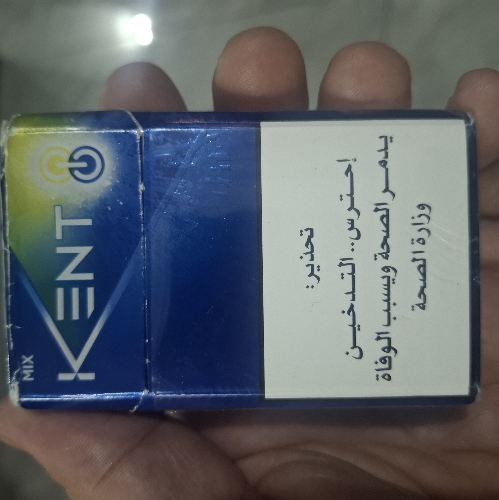 KENT
MIX
تحذير:
إحترس.. التدخين
يدمر الصحة ويسبب الوفاة
وزارة الصحة